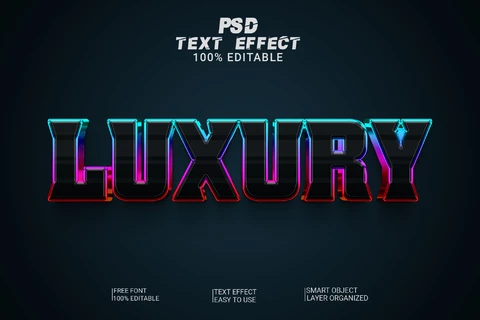 PSD
TEXT EFFECT
100% EDITABLE
LUXURY
FREE FONT
100% EDITABLE
TEXT EFFECT
EASY TO USE
SMART OBJECT
LAYER ORGANIZED